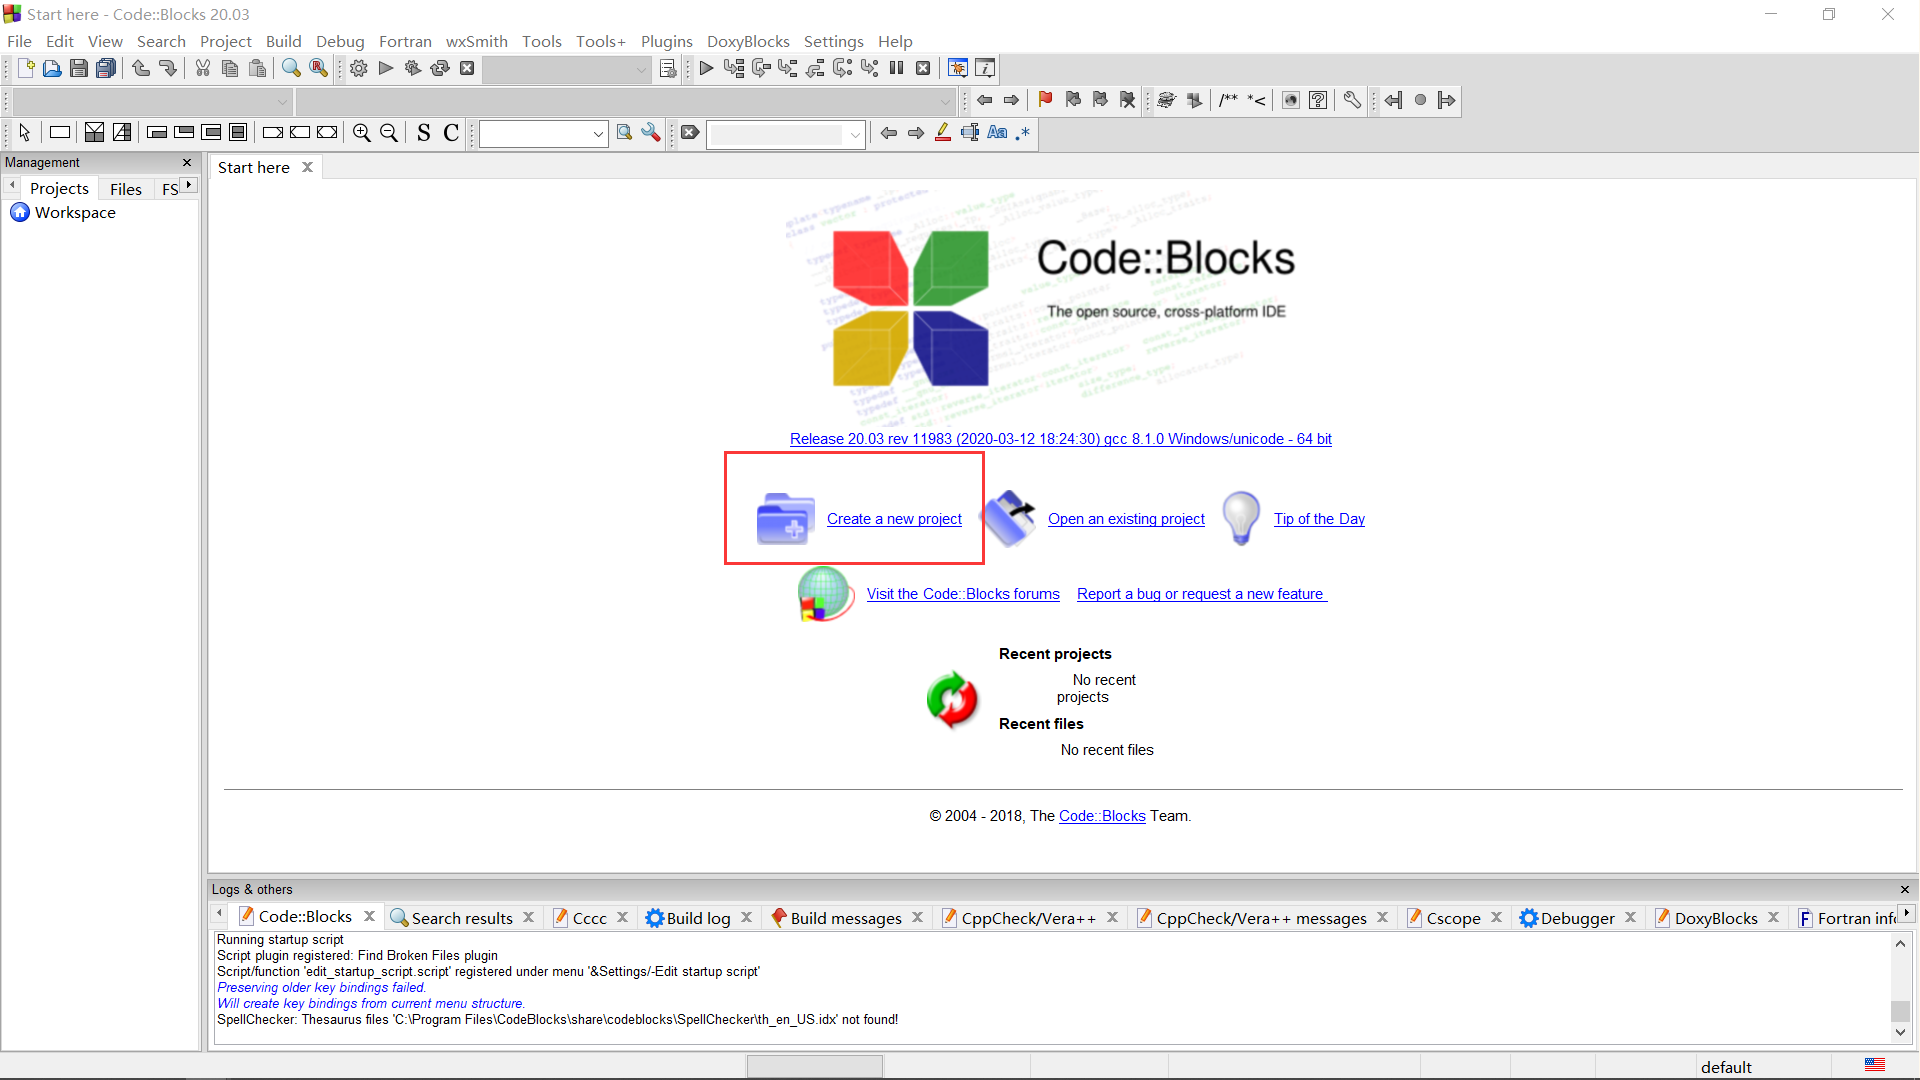 Start here - Code::Blocks 20.03
File Edit View Search Project Build Debug Fortran wxSmith Tools Tools+ Plugins DoxyBlocks Settings Help
/** *<
S C
Aa .*
Management
Projects Files FS
Workspace
Start here
Code::Blocks
The open source, cross-platform IDE
Release 20.03 rev 11983 (2020-03-12 18:24:30) gcc 8.1.0 Windows/unicode - 64 bit
Create a new project Open an existing project Tip of the Day
Visit the Code::Blocks forums Report a bug or request a new feature
Recent projects
No recent
projects
Recent files
No recent files
© 2004 - 2018, The Code::Blocks Team.
Logs & others
Code::Blocks Search results Cccc Build log Build messages CppCheck/Vera++ CppCheck/Vera++ messages Cscope Debugger DoxyBlocks Fortran info
Running startup script
Script plugin registered: Find Broken Files plugin
Script/function 'edit_startup_script.script' registered under menu '&Settings/-Edit startup script'
Preserving older key bindings failed.
Will create key bindings from current menu structure.
SpellChecker: Thesaurus files 'C:\Program Files\CodeBlocks\share\codeblocks\SpellChecker\th_en_US.idx' not found!
default